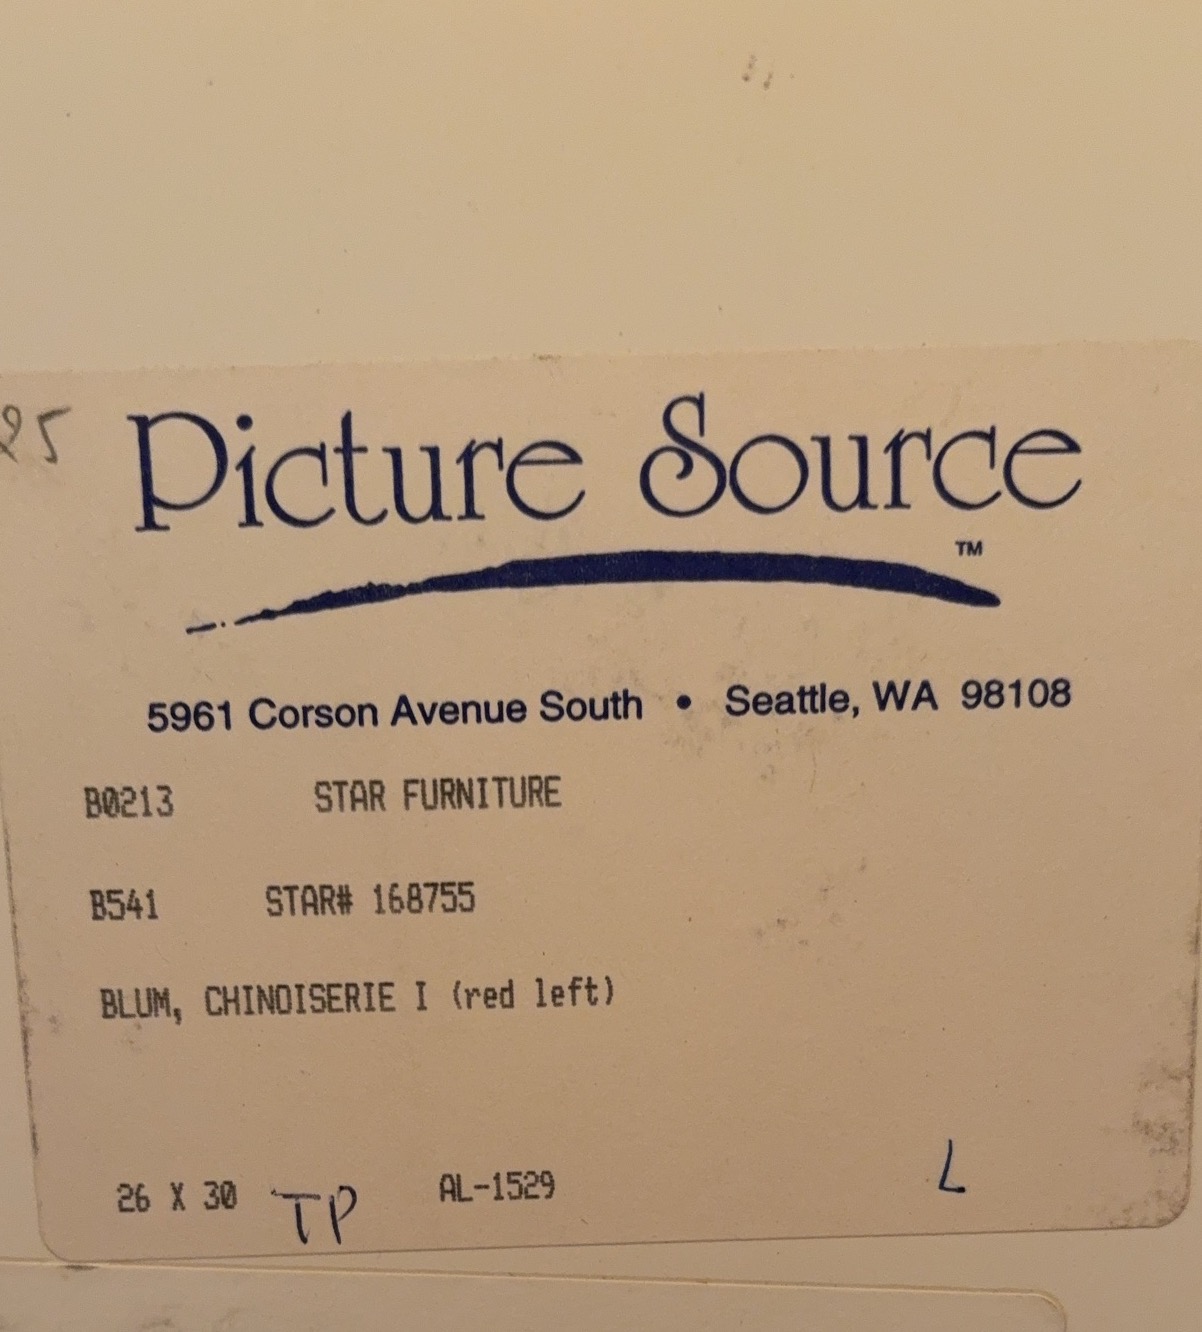 25
Picture Source
TM
5961 Corson Avenue South • Seattle, WA 98108
B0213 STAR FURNITURE
B541 STAR# 168755
BLUM, CHINOISERIE I (red left)
26 X 30 TP AL-1529 L